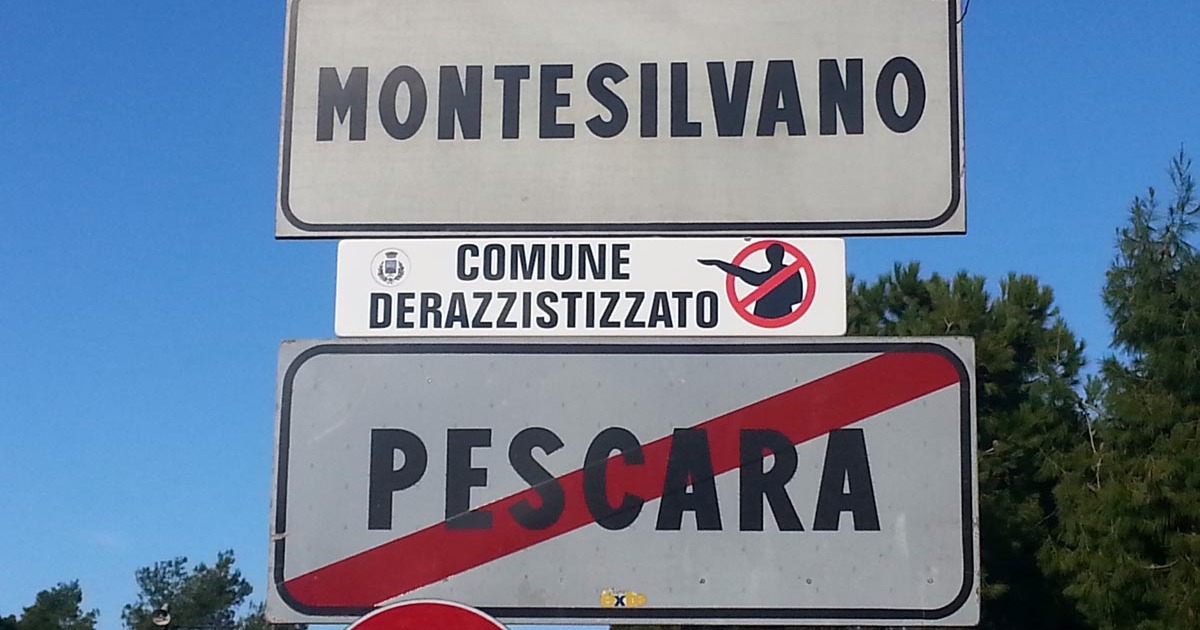 MONTESILVANO
COMUNE
DERAZZISTIZZATO
PESCARA